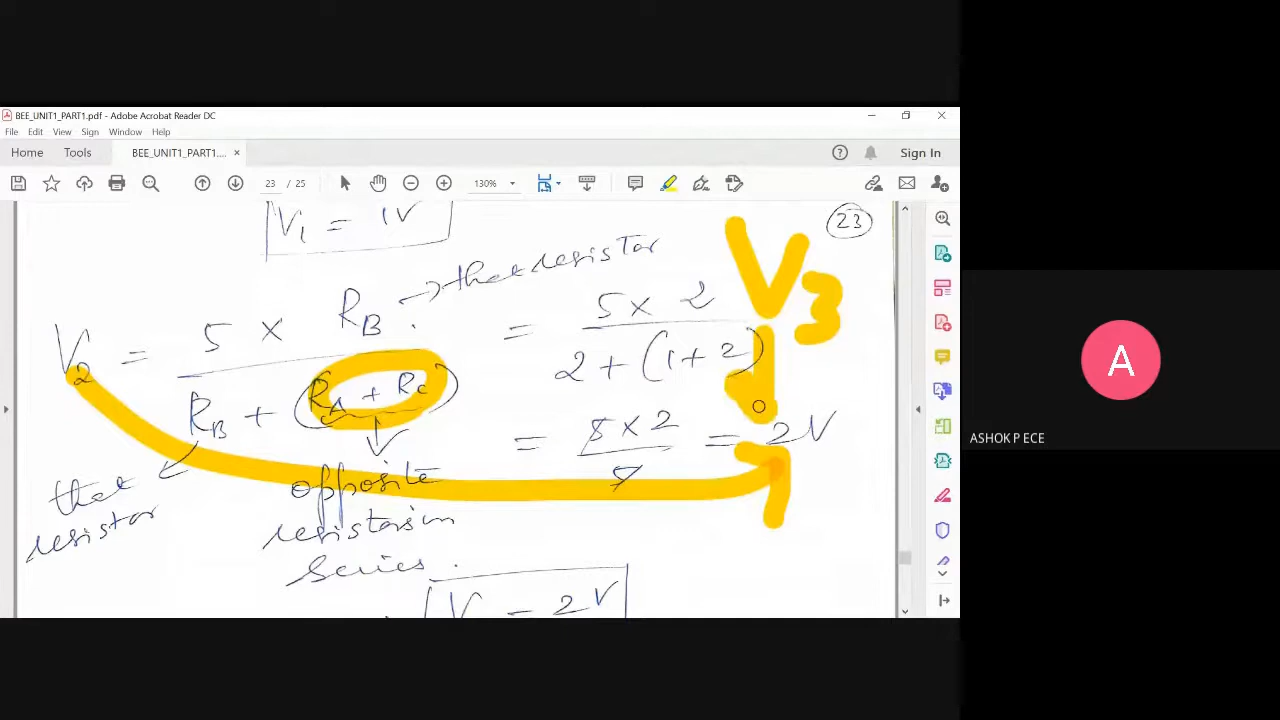 BEE_UNIT1_PART1.pdf - Adobe Acrobat Reader DC
File Edit View Sign Window Help
Home Tools BEE_UNIT1_PART1.... × Sign In
23 / 25 130%
V1 = 1V
23
V3
V2 = 5 × RB → that resistor = 5 × 2
RB + (RA + RC) 2 + (1 + 2)
= 5 × 2 = 2V
5
that resistor
opposite
resistors in
series.
V = 2V
A
ASHOK P ECE